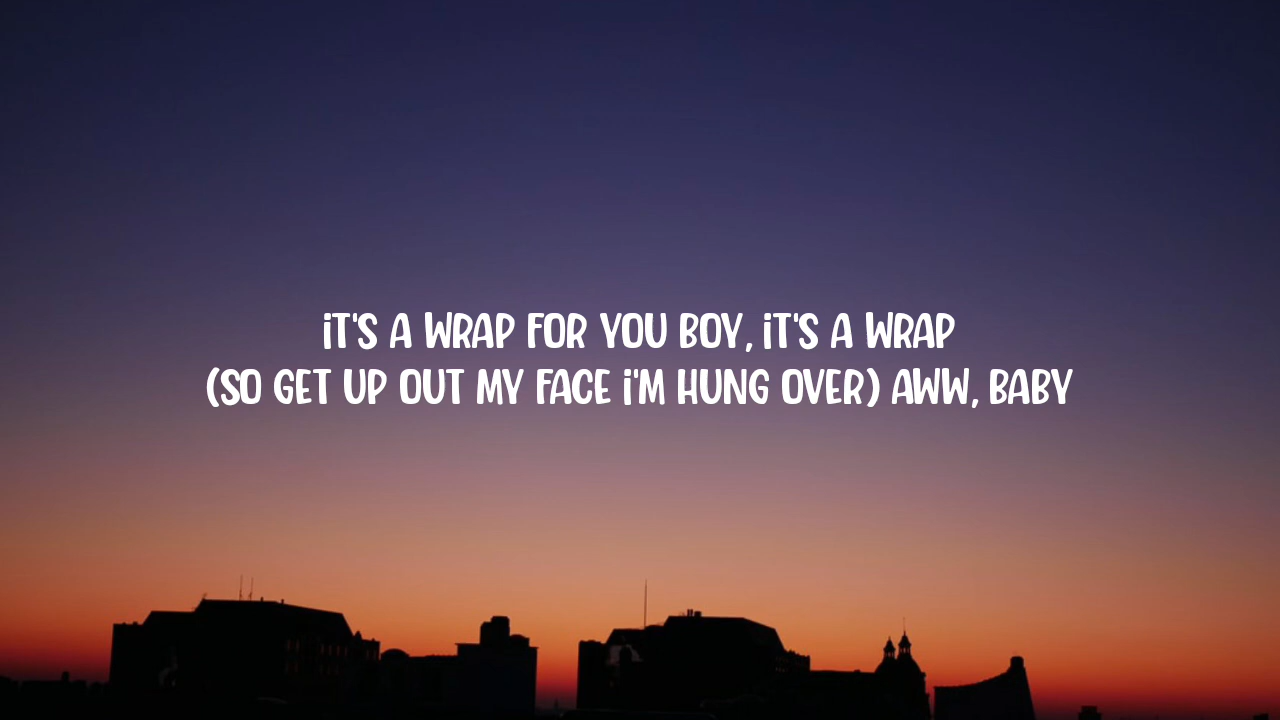 iT'S A WRAP FOR YOU BOY, iT'S A WRAP
(SO GET UP OUT MY FACE i'M HUNG OVER) AWW, BABY